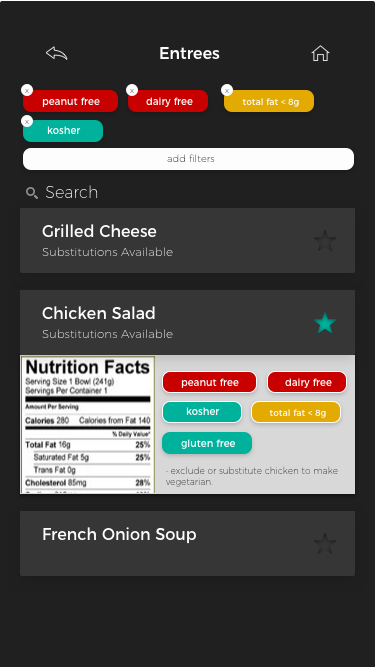 Entrees
x peanut free x dairy free x total fat < 8g
x kosher
add filters
Search
Grilled Cheese
Substitutions Available
Chicken Salad
Substitutions Available
Nutrition Facts
Serving Size 1 Bowl (241g)
Servings Per Container 1
Amount Per Serving
Calories 280 Calories from Fat 140
% Daily Value*
Total Fat 16g 25%
Saturated Fat 5g 25%
Trans Fat 0g
Cholesterol 85mg 28%
peanut free dairy free
kosher total fat < 8g
gluten free
- exclude or substitute chicken to make
vegetarian.
French Onion Soup